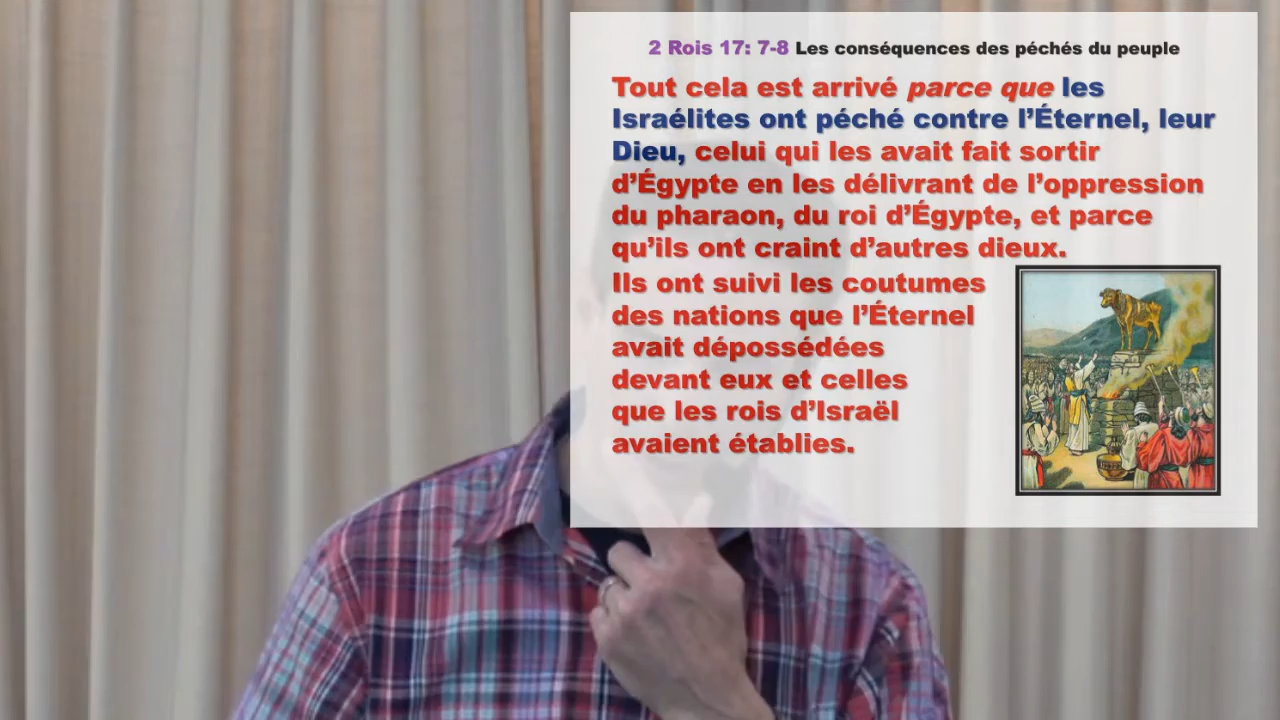 2 Rois 17: 7-8 Les conséquences des péchés du peuple
Tout cela est arrivé parce que les
Israélites ont péché contre l’Éternel, leur
Dieu, celui qui les avait fait sortir
d’Égypte en les délivrant de l’oppression
du pharaon, du roi d’Égypte, et parce
qu’ils ont craint d’autres dieux.
Ils ont suivi les coutumes
des nations que l’Éternel
avait dépossédées
devant eux et celles
que les rois d’Israël
avaient établies.